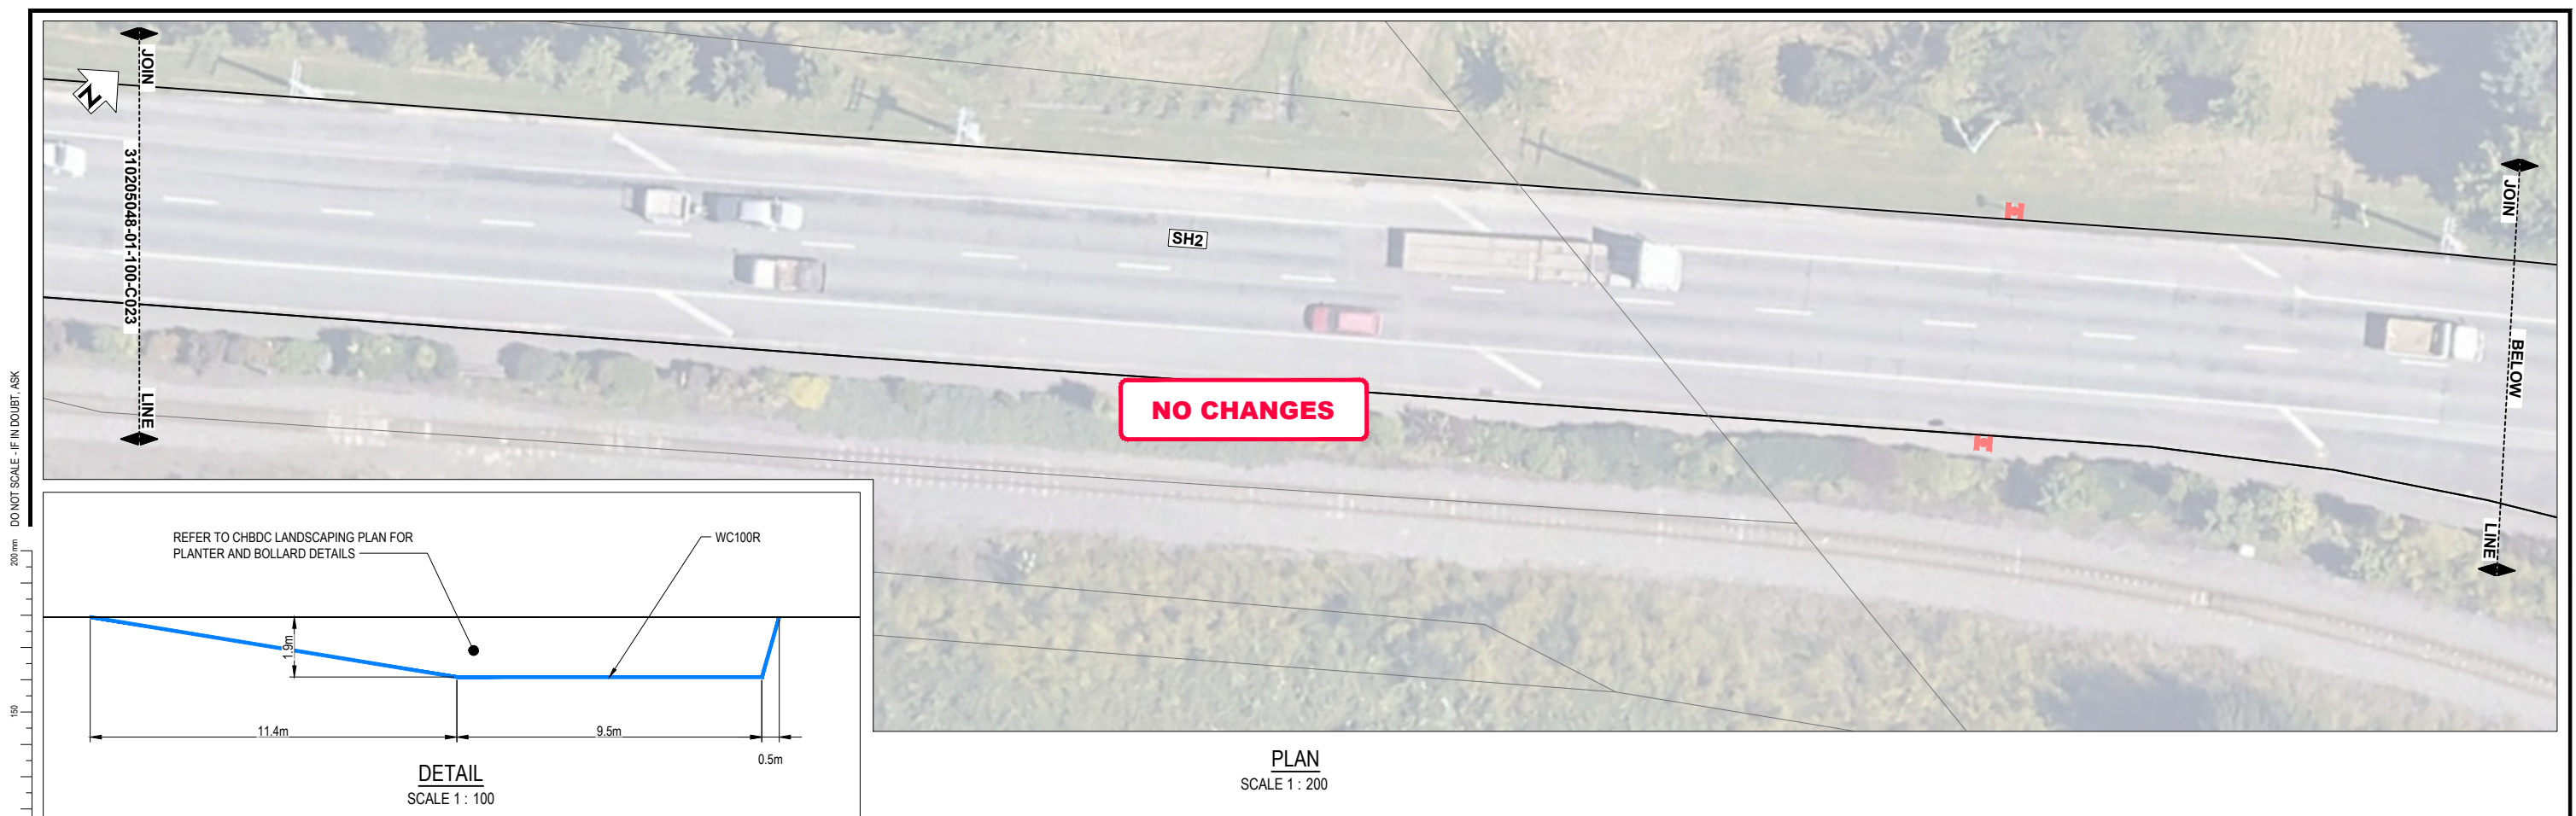 JOIN
N
310205048-01-100-C023
LINE
SH2
NO CHANGES
JOIN
BELOW
LINE
DO NOT SCALE - IF IN DOUBT, ASK
200 mm
150
REFER TO CHBDC LANDSCAPING PLAN FOR
PLANTER AND BOLLARD DETAILS
WC100R
1.9m
11.4m
9.5m
0.5m
DETAIL
SCALE 1 : 100
PLAN
SCALE 1 : 200